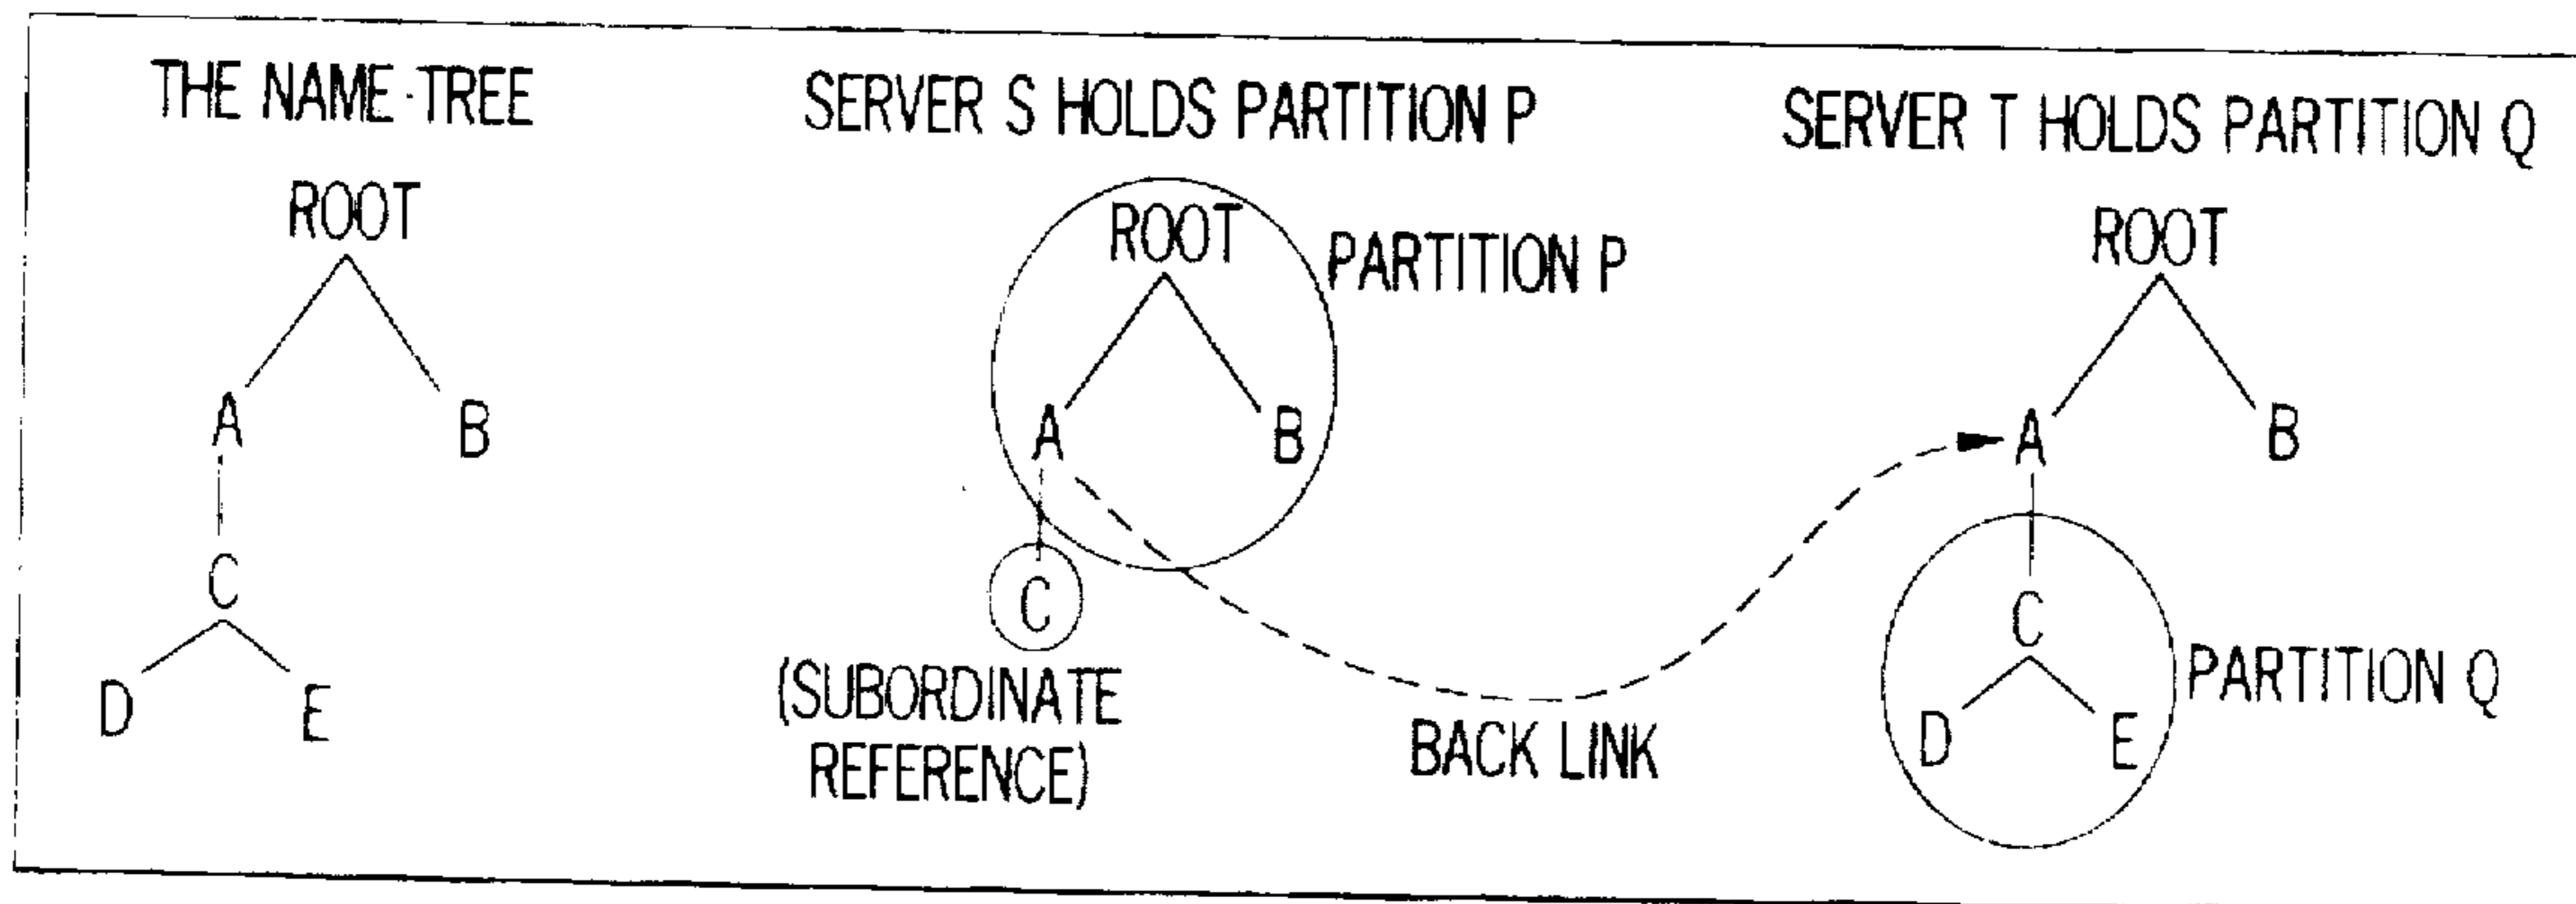 THE NAME-TREE
ROOT
A
B
C
D
E
SERVER S HOLDS PARTITION P
ROOT
PARTITION P
A
B
C
(SUBORDINATE
REFERENCE)
BACK LINK
SERVER T HOLDS PARTITION Q
ROOT
A
B
C
D
E
PARTITION Q